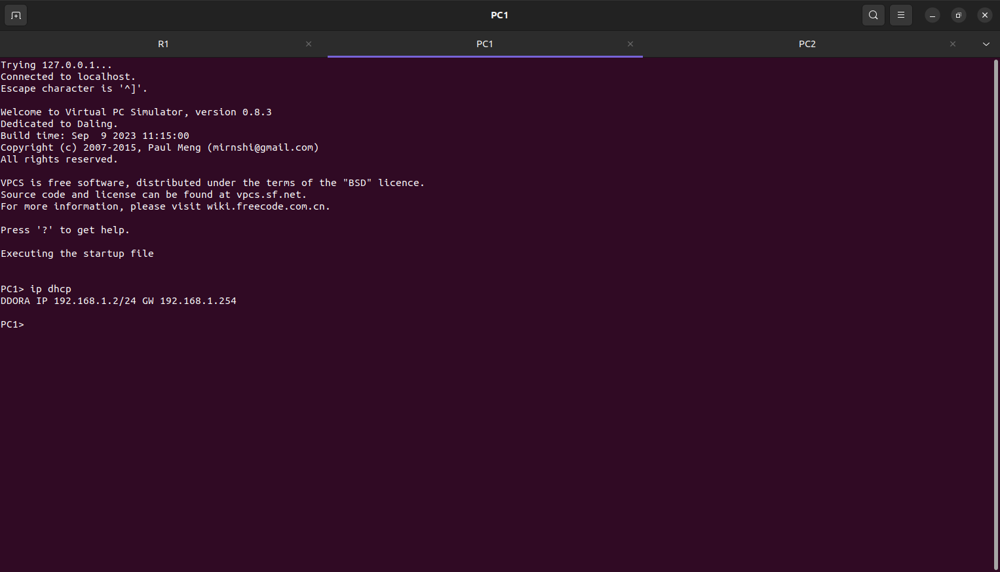 PC1
R1
PC1
PC2
Trying 127.0.0.1...
Connected to localhost.
Escape character is '^]'.
Welcome to Virtual PC Simulator, version 0.8.3
Dedicated to Daling.
Build time: Sep  9 2023 11:15:00
Copyright (c) 2007-2015, Paul Meng (mirnshi@gmail.com)
All rights reserved.
VPCS is free software, distributed under the terms of the "BSD" licence.
Source code and license can be found at vpcs.sf.net.
For more information, please visit wiki.freecode.com.cn.
Press '?' to get help.
Executing the startup file
PC1> ip dhcp
DDORA IP 192.168.1.2/24 GW 192.168.1.254
PC1>